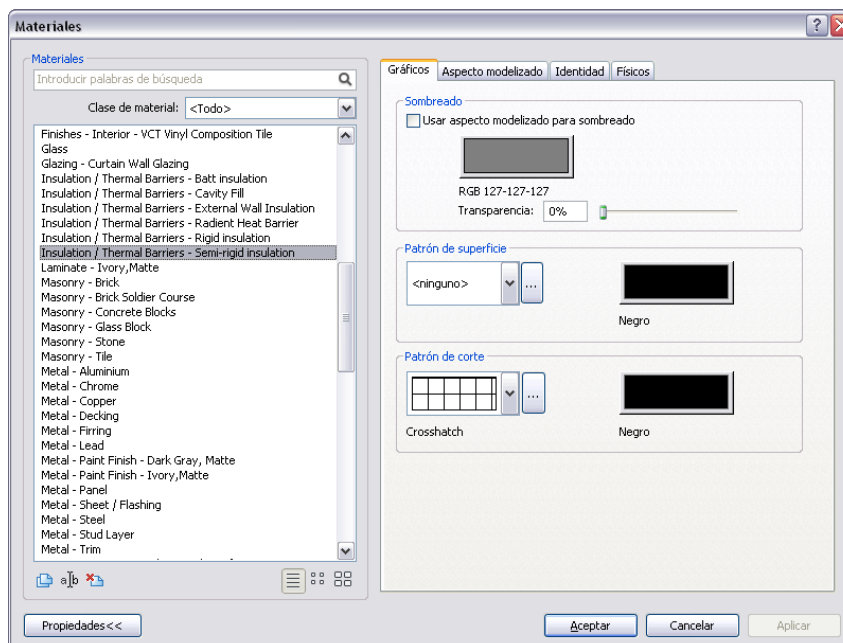 Materiales
Materiales
Introducir palabras de búsqueda
Clase de material: <Todo>
Finishes - Interior - VCT Vinyl Composition Tile
Glass
Glazing - Curtain Wall Glazing
Insulation / Thermal Barriers - Batt insulation
Insulation / Thermal Barriers - Cavity Fill
Insulation / Thermal Barriers - External Wall Insulation
Insulation / Thermal Barriers - Radient Heat Barrier
Insulation / Thermal Barriers - Rigid insulation
Insulation / Thermal Barriers - Semi-rigid insulation
Laminate - Ivory,Matte
Masonry - Brick
Masonry - Brick Soldier Course
Masonry - Concrete Blocks
Masonry - Glass Block
Masonry - Stone
Masonry - Tile
Metal - Aluminium
Metal - Chrome
Metal - Copper
Metal - Decking
Metal - Firring
Metal - Lead
Metal - Paint Finish - Dark Gray, Matte
Metal - Paint Finish - Ivory,Matte
Metal - Panel
Metal - Sheet / Flashing
Metal - Steel
Metal - Stud Layer
Metal - Trim
Propiedades<<
Gráficos Aspecto modelizado Identidad Físicos
Sombreado
Usar aspecto modelizado para sombreado
RGB 127-127-127
Transparencia: 0%
Patrón de superficie
<ninguno> ...
Negro
Patrón de corte
...
Crosshatch Negro
Aceptar Cancelar Aplicar